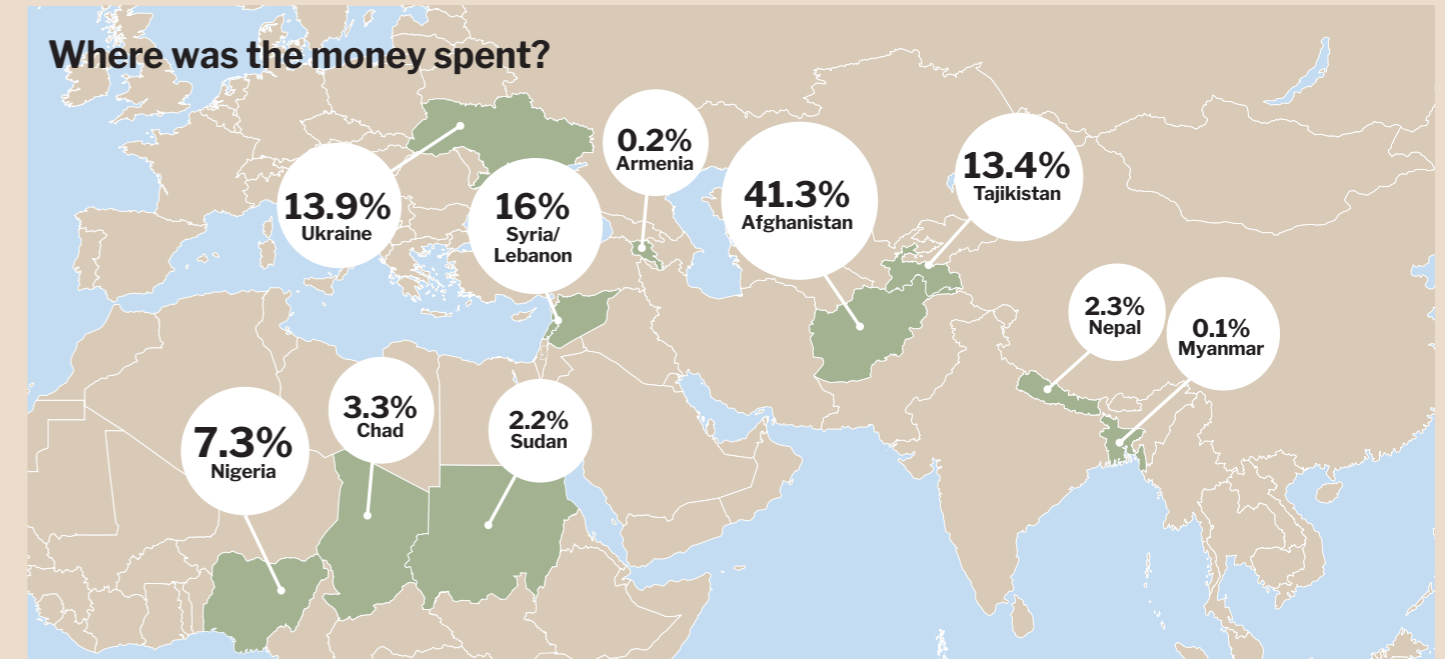 Where was the money spent?
0.2%
Armenia
41.3%
Afghanistan
13.4%
Tajikistan
13.9%
Ukraine
16%
Syria/
Lebanon
2.3%
Nepal
0.1%
Myanmar
7.3%
Nigeria
3.3%
Chad
2.2%
Sudan